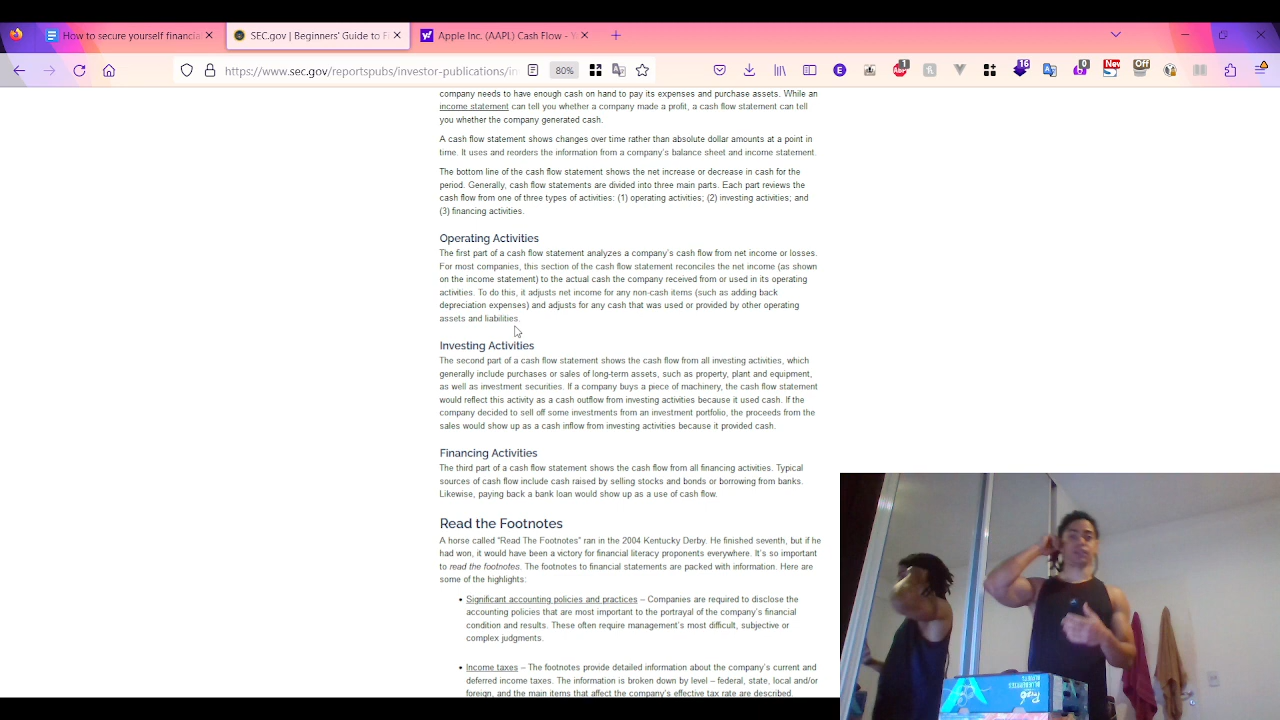 How to secure yourself financia
SEC.gov | Beginners' Guide to Fi
Apple Inc. (AAPL) Cash Flow - Y
https://www.sec.gov/reportspubs/investor-publications/in
80%
1
16
0
New
Off
company needs to have enough cash on hand to pay its expenses and purchase assets. While an
income statement can tell you whether a company made a profit, a cash flow statement can tell
you whether the company generated cash.
A cash flow statement shows changes over time rather than absolute dollar amounts at a point in
time. It uses and reorders the information from a company's balance sheet and income statement.
The bottom line of the cash flow statement shows the net increase or decrease in cash for the
period. Generally, cash flow statements are divided into three main parts. Each part reviews the
cash flow from one of three types of activities: (1) operating activities; (2) investing activities; and
(3) financing activities.
Operating Activities
The first part of a cash flow statement analyzes a company's cash flow from net income or losses.
For most companies, this section of the cash flow statement reconciles the net income (as shown
on the income statement) to the actual cash the company received from or used in its operating
activities. To do this, it adjusts net income for any non-cash items (such as adding back
depreciation expenses) and adjusts for any cash that was used or provided by other operating
assets and liabilities.
Investing Activities
The second part of a cash flow statement shows the cash flow from all investing activities, which
generally include purchases or sales of long-term assets, such as property, plant and equipment,
as well as investment securities. If a company buys a piece of machinery, the cash flow statement
would reflect this activity as a cash outflow from investing activities because it used cash. If the
company decided to sell off some investments from an investment portfolio, the proceeds from the
sales would show up as a cash inflow from investing activities because it provided cash.
Financing Activities
The third part of a cash flow statement shows the cash flow from all financing activities. Typical
sources of cash flow include cash raised by selling stocks and bonds or borrowing from banks.
Likewise, paying back a bank loan would show up as a use of cash flow.
Read the Footnotes
A horse called "Read The Footnotes" ran in the 2004 Kentucky Derby. He finished seventh, but if he
had won, it would have been a victory for financial literacy proponents everywhere. It's so important
to read the footnotes. The footnotes to financial statements are packed with information. Here are
some of the highlights:
• Significant accounting policies and practices – Companies are required to disclose the
accounting policies that are most important to the portrayal of the company's financial
condition and results. These often require management's most difficult, subjective or
complex judgments.
• Income taxes – The footnotes provide detailed information about the company's current and
deferred income taxes. The information is broken down by level – federal, state, local and/or
foreign, and the main items that affect the company's effective tax rate are described.